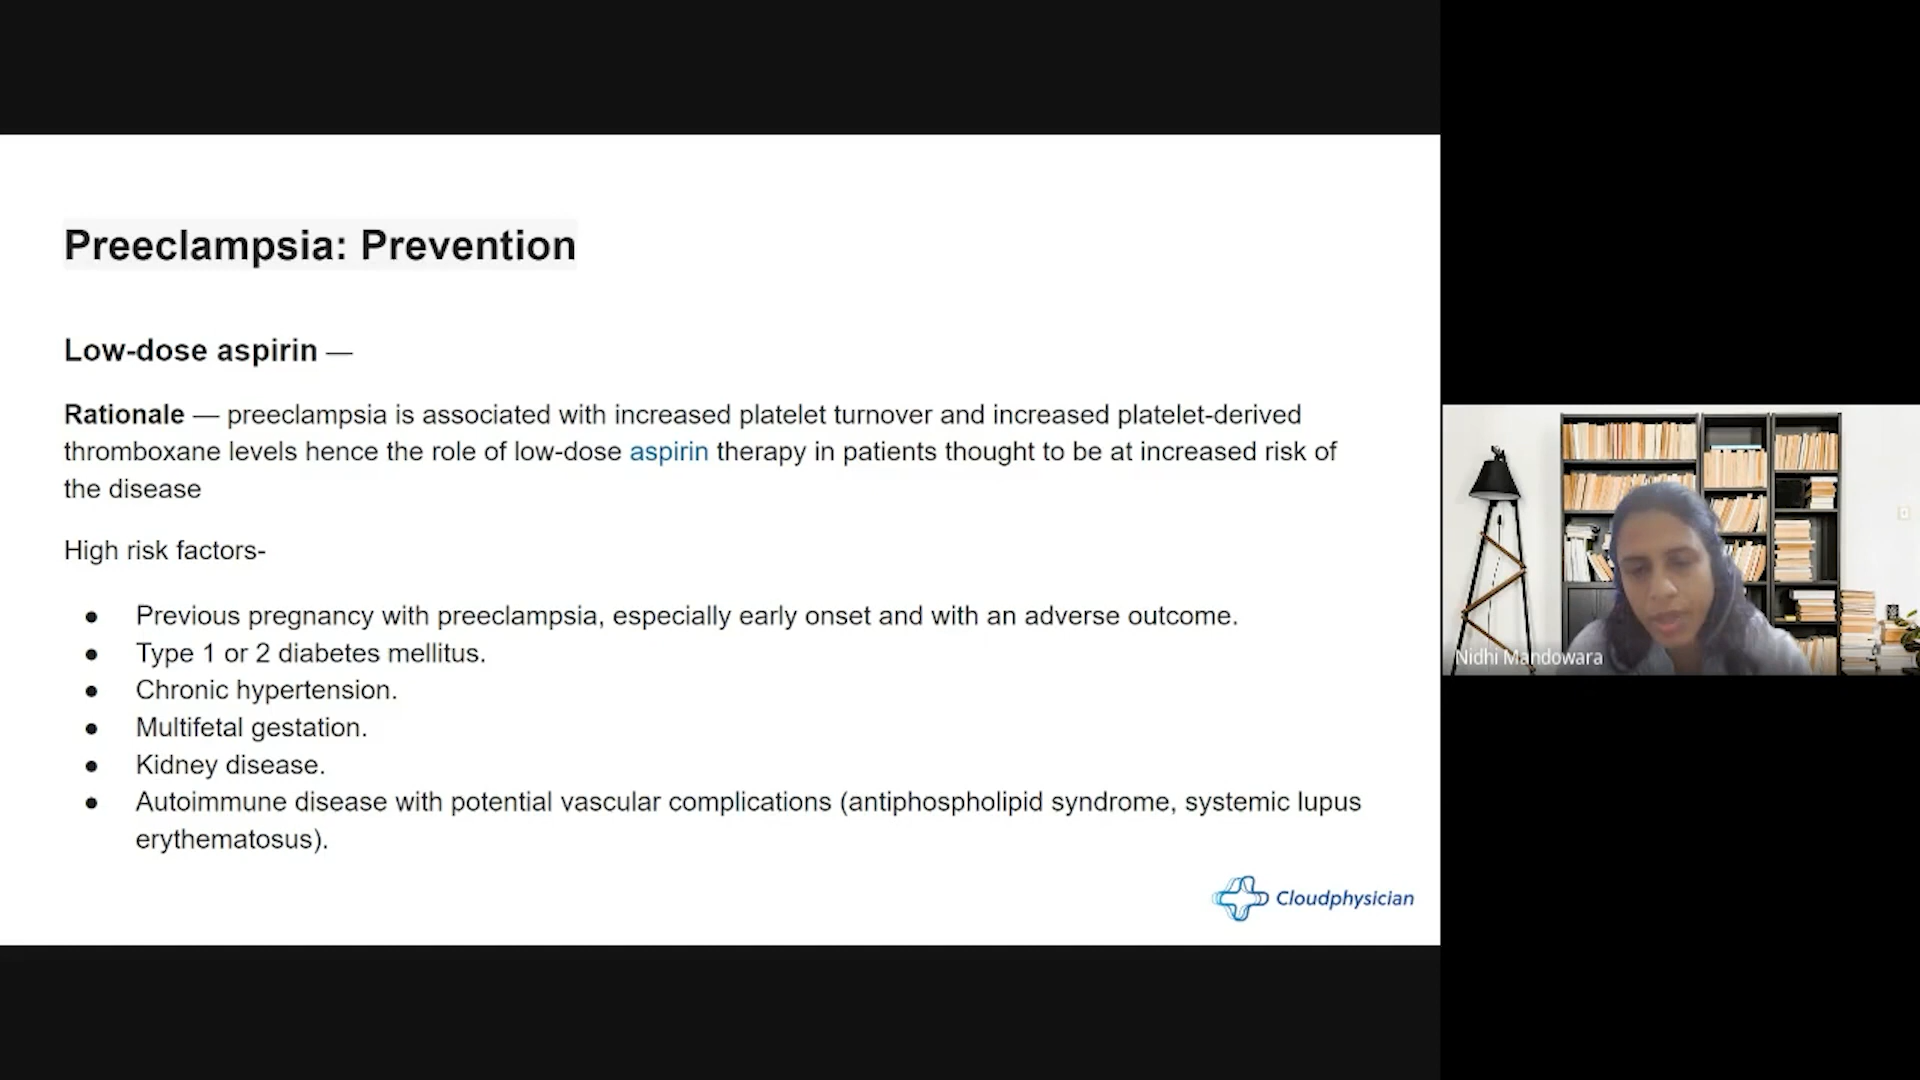 Preeclampsia: Prevention
Low-dose aspirin —
Rationale — preeclampsia is associated with increased platelet turnover and increased platelet-derived
thromboxane levels hence the role of low-dose aspirin therapy in patients thought to be at increased risk of
the disease
High risk factors-
● Previous pregnancy with preeclampsia, especially early onset and with an adverse outcome.
● Type 1 or 2 diabetes mellitus.
● Chronic hypertension.
● Multifetal gestation.
● Kidney disease.
● Autoimmune disease with potential vascular complications (antiphospholipid syndrome, systemic lupus
erythematosus).
Cloudphysician
Nidhi Mandowara